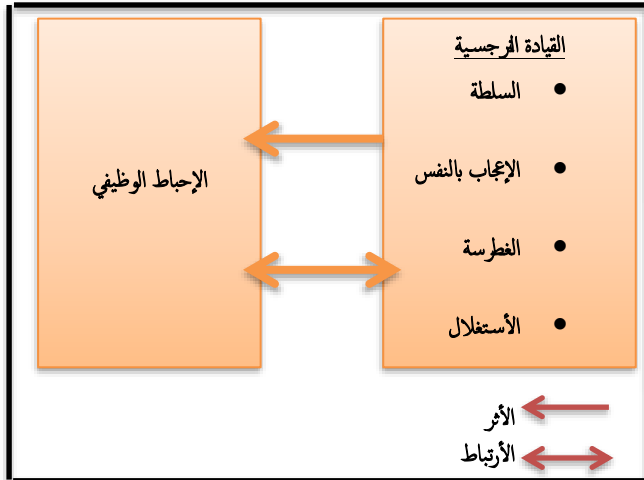 القيادة النرجسية
السلطة
الإعجاب بالنفس
الغطرسة
الأستغلال
الإحباط الوظيفي
الأثر
الأرتباط